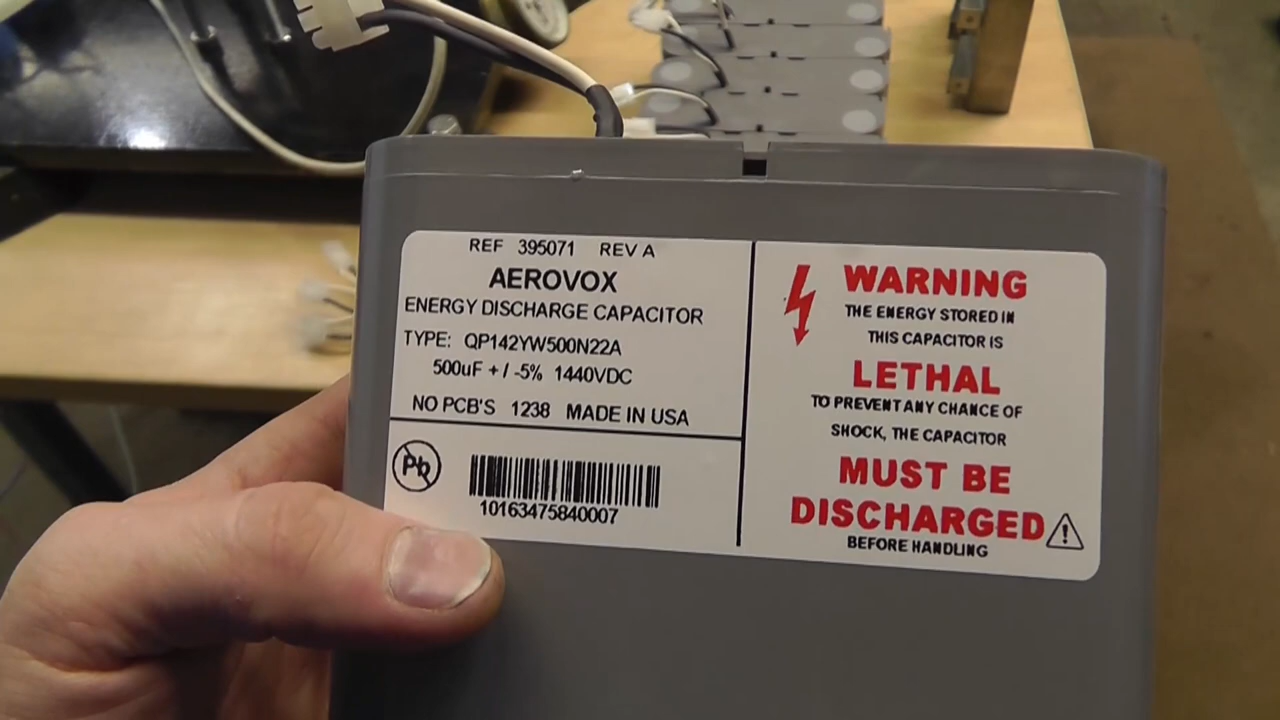 REF 395071 REV A
AEROVOX
ENERGY DISCHARGE CAPACITOR
TYPE: QP142YW500N22A
500uF +/-5% 1440VDC
NO PCB'S 1238 MADE IN USA
Pb
10163475840007
WARNING
THE ENERGY STORED IN
THIS CAPACITOR IS
LETHAL
TO PREVENT ANY CHANCE OF
SHOCK, THE CAPACITOR
MUST BE
DISCHARGED
BEFORE HANDLING